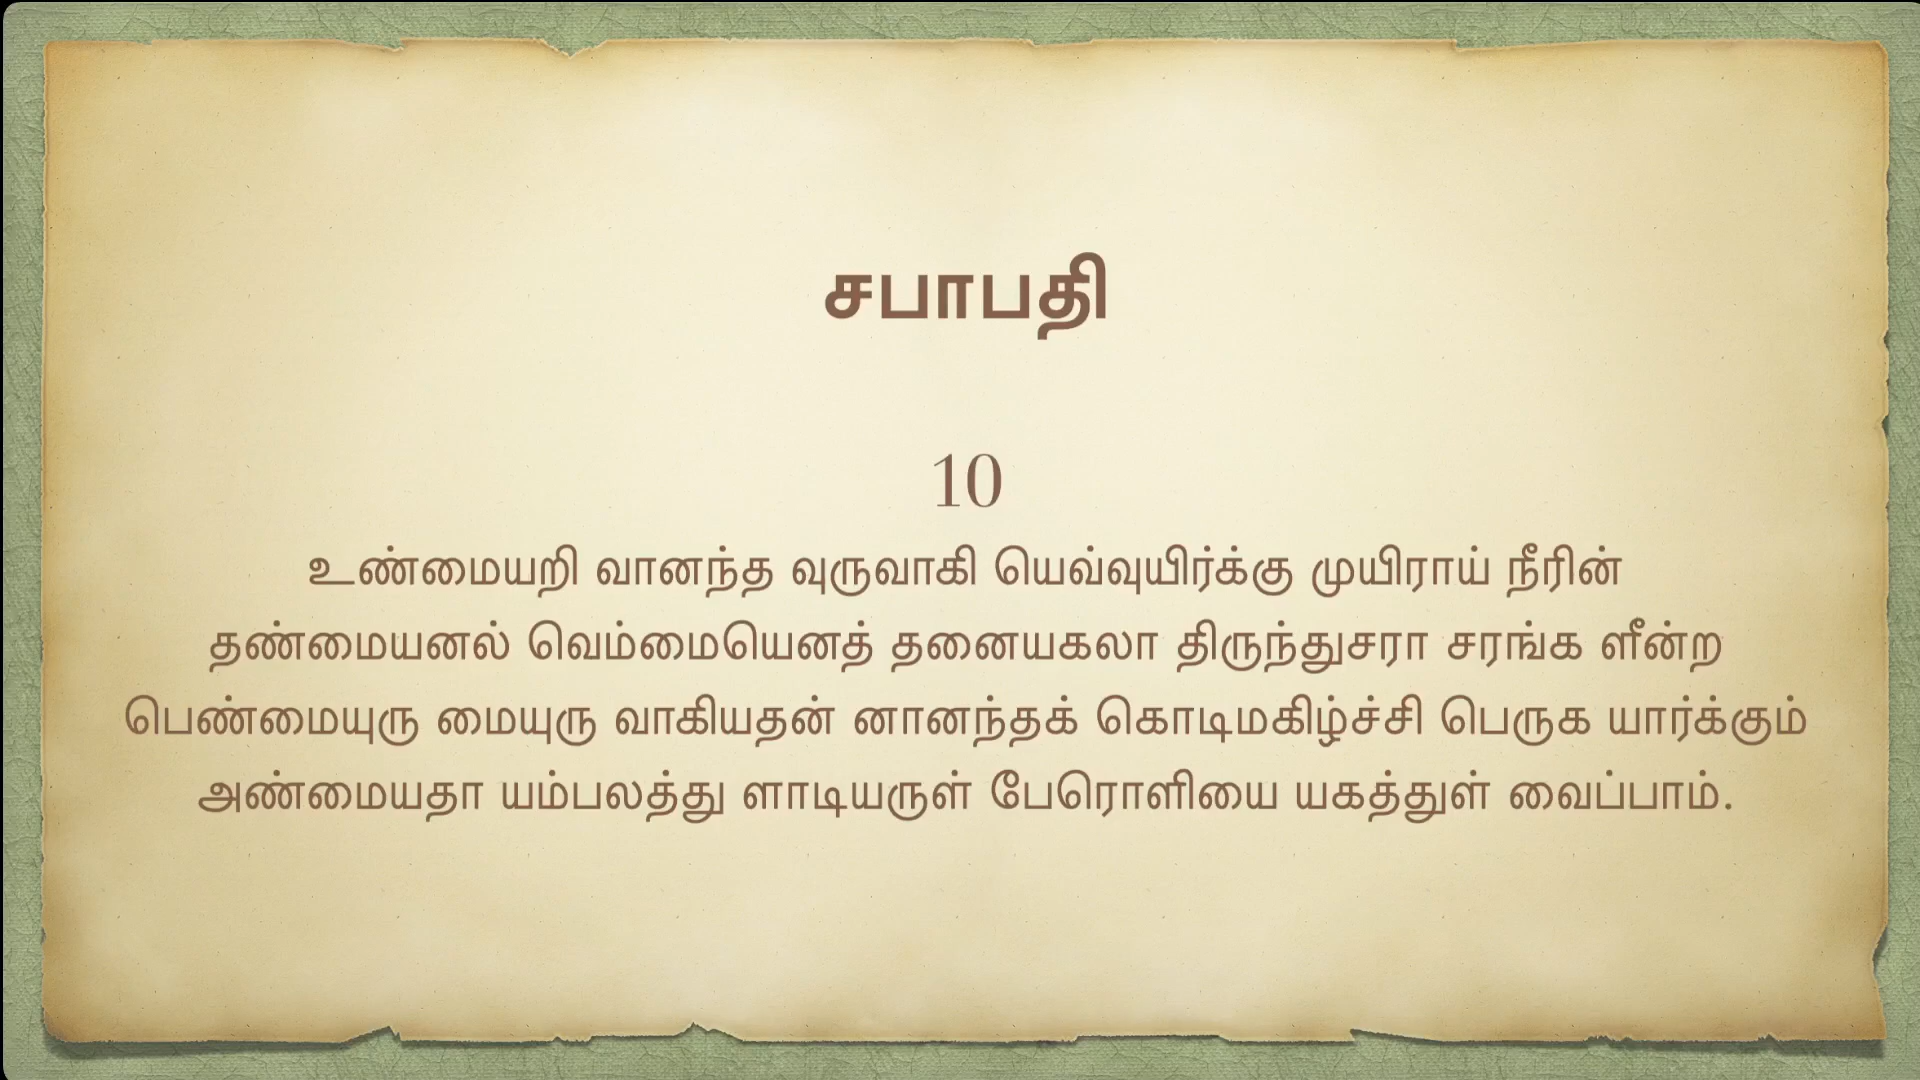 சபாபதி
10
உண்மையறி வானந்த வுருவாகி யெவ்வுயிர்க்கு முயிராய் நீரின்
தண்மையனல் வெம்மையெனத் தனையகலா திருந்துசரா சரங்க ளீன்ற
பெண்மையுரு மையுரு வாகியதன் னானந்தக் கொடிமகிழ்ச்சி பெருக யார்க்கும்
அண்மையதா யம்பலத்து ளாடியருள் பேரொளியை யகத்துள் வைப்பாம்.